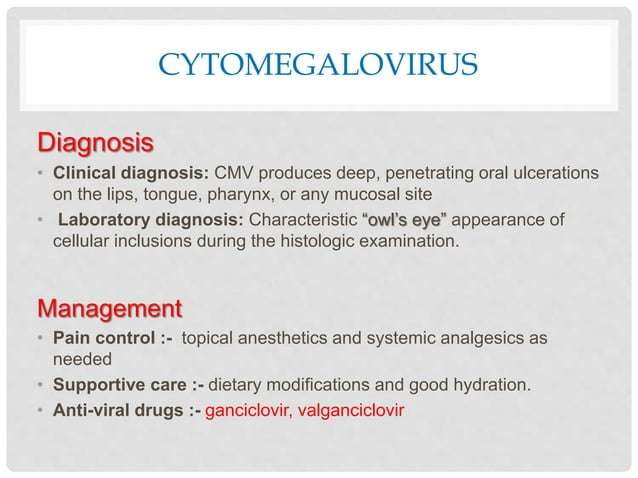 CYTOMEGALOVIRUS
Diagnosis
• Clinical diagnosis: CMV produces deep, penetrating oral ulcerations
on the lips, tongue, pharynx, or any mucosal site
• Laboratory diagnosis: Characteristic “owl’s eye” appearance of
cellular inclusions during the histologic examination.
Management
• Pain control :- topical anesthetics and systemic analgesics as
needed
• Supportive care :- dietary modifications and good hydration.
• Anti-viral drugs :- ganciclovir, valganciclovir